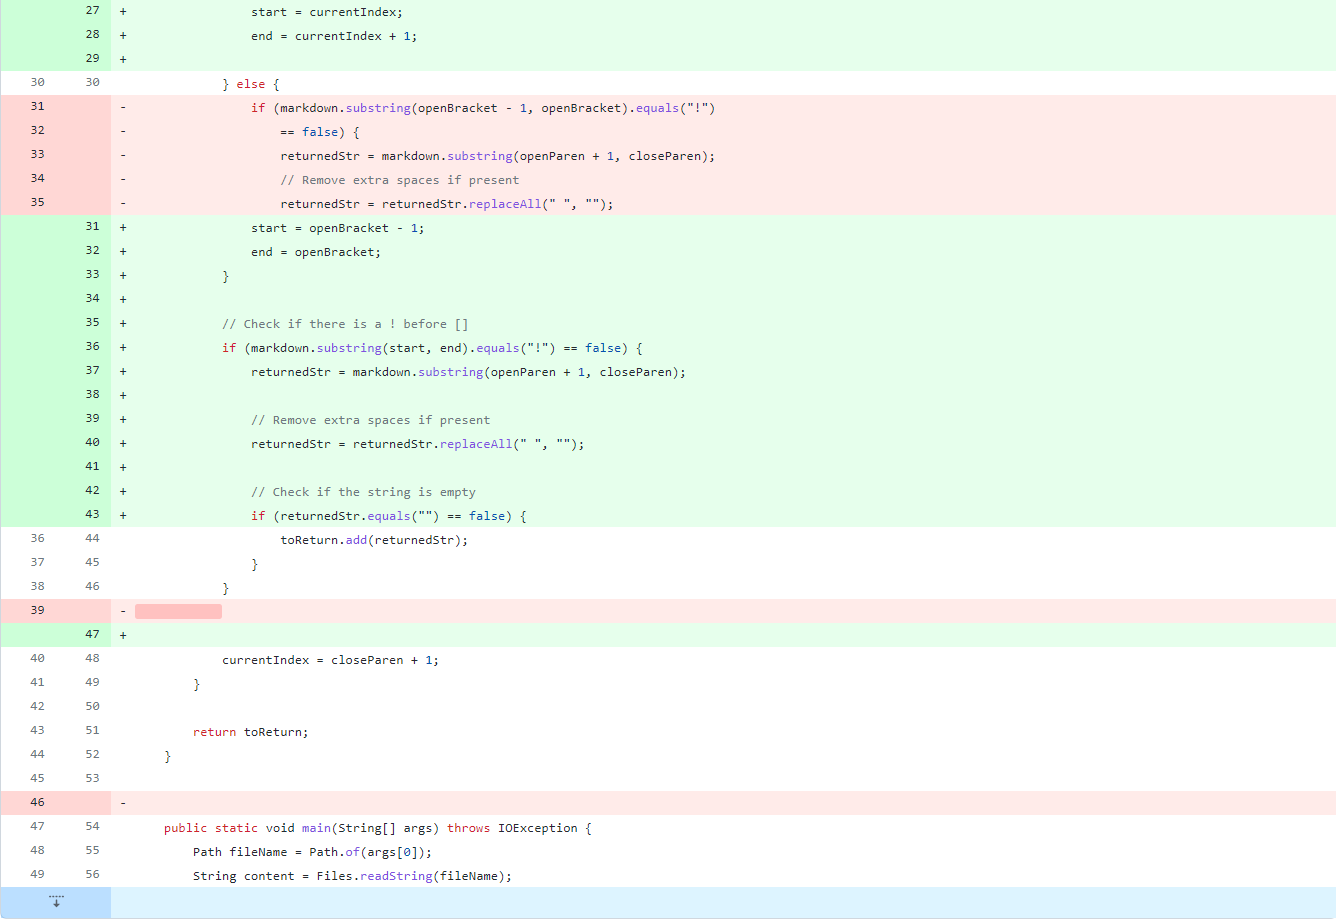 27 + start = currentIndex;
28 + end = currentIndex + 1;
29 +
30 30 } else {
31 - if (markdown.substring(openBracket - 1, openBracket).equals("!")
32 - == false) {
33 - returnedStr = markdown.substring(openParen + 1, closeParen);
34 - // Remove extra spaces if present
35 - returnedStr = returnedStr.replaceAll(" ", "");
31 + start = openBracket - 1;
32 + end = openBracket;
33 + }
34 +
35 + // Check if there is a ! before []
36 + if (markdown.substring(start, end).equals("!") == false) {
37 + returnedStr = markdown.substring(openParen + 1, closeParen);
38 +
39 + // Remove extra spaces if present
40 + returnedStr = returnedStr.replaceAll(" ", "");
41 +
42 + // Check if the string is empty
43 + if (returnedStr.equals("") == false) {
36 44 toReturn.add(returnedStr);
37 45 }
38 46 }
39 -
47 +
40 48 currentIndex = closeParen + 1;
41 49 }
42 50
43 51 return toReturn;
44 52 }
45 53
46 -
47 54 public static void main(String[] args) throws IOException {
48 55 Path fileName = Path.of(args[0]);
49 56 String content = Files.readString(fileName);